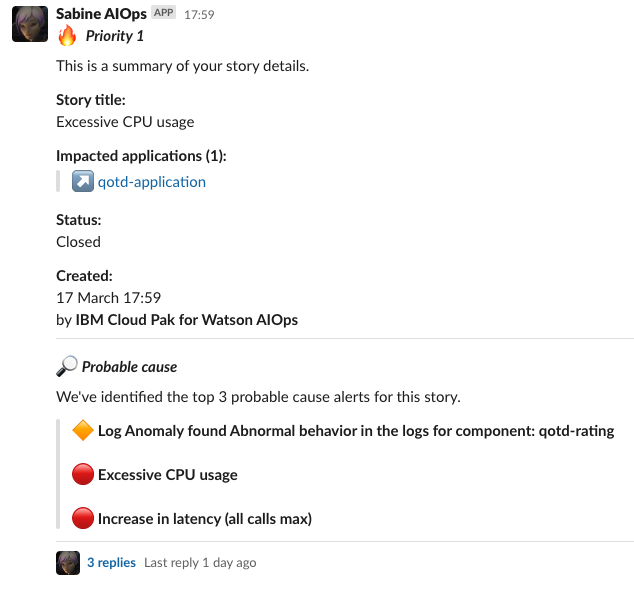 Sabine AIOps APP 17:59
Priority 1
This is a summary of your story details.
Story title:
Excessive CPU usage
Impacted applications (1):
qotd-application
Status:
Closed
Created:
17 March 17:59
by IBM Cloud Pak for Watson AIOps
Probable cause
We've identified the top 3 probable cause alerts for this story.
Log Anomaly found Abnormal behavior in the logs for component: qotd-rating
Excessive CPU usage
Increase in latency (all calls max)
3 replies Last reply 1 day ago